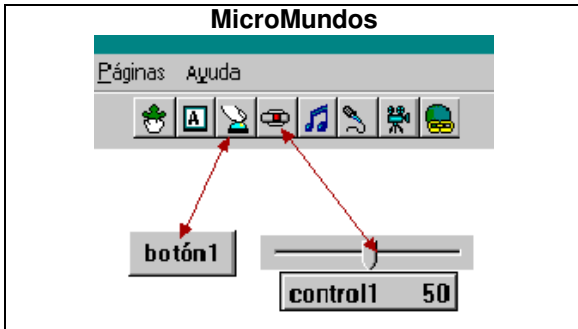 MicroMundos
Páginas Ayuda
A
botón1
control1 50